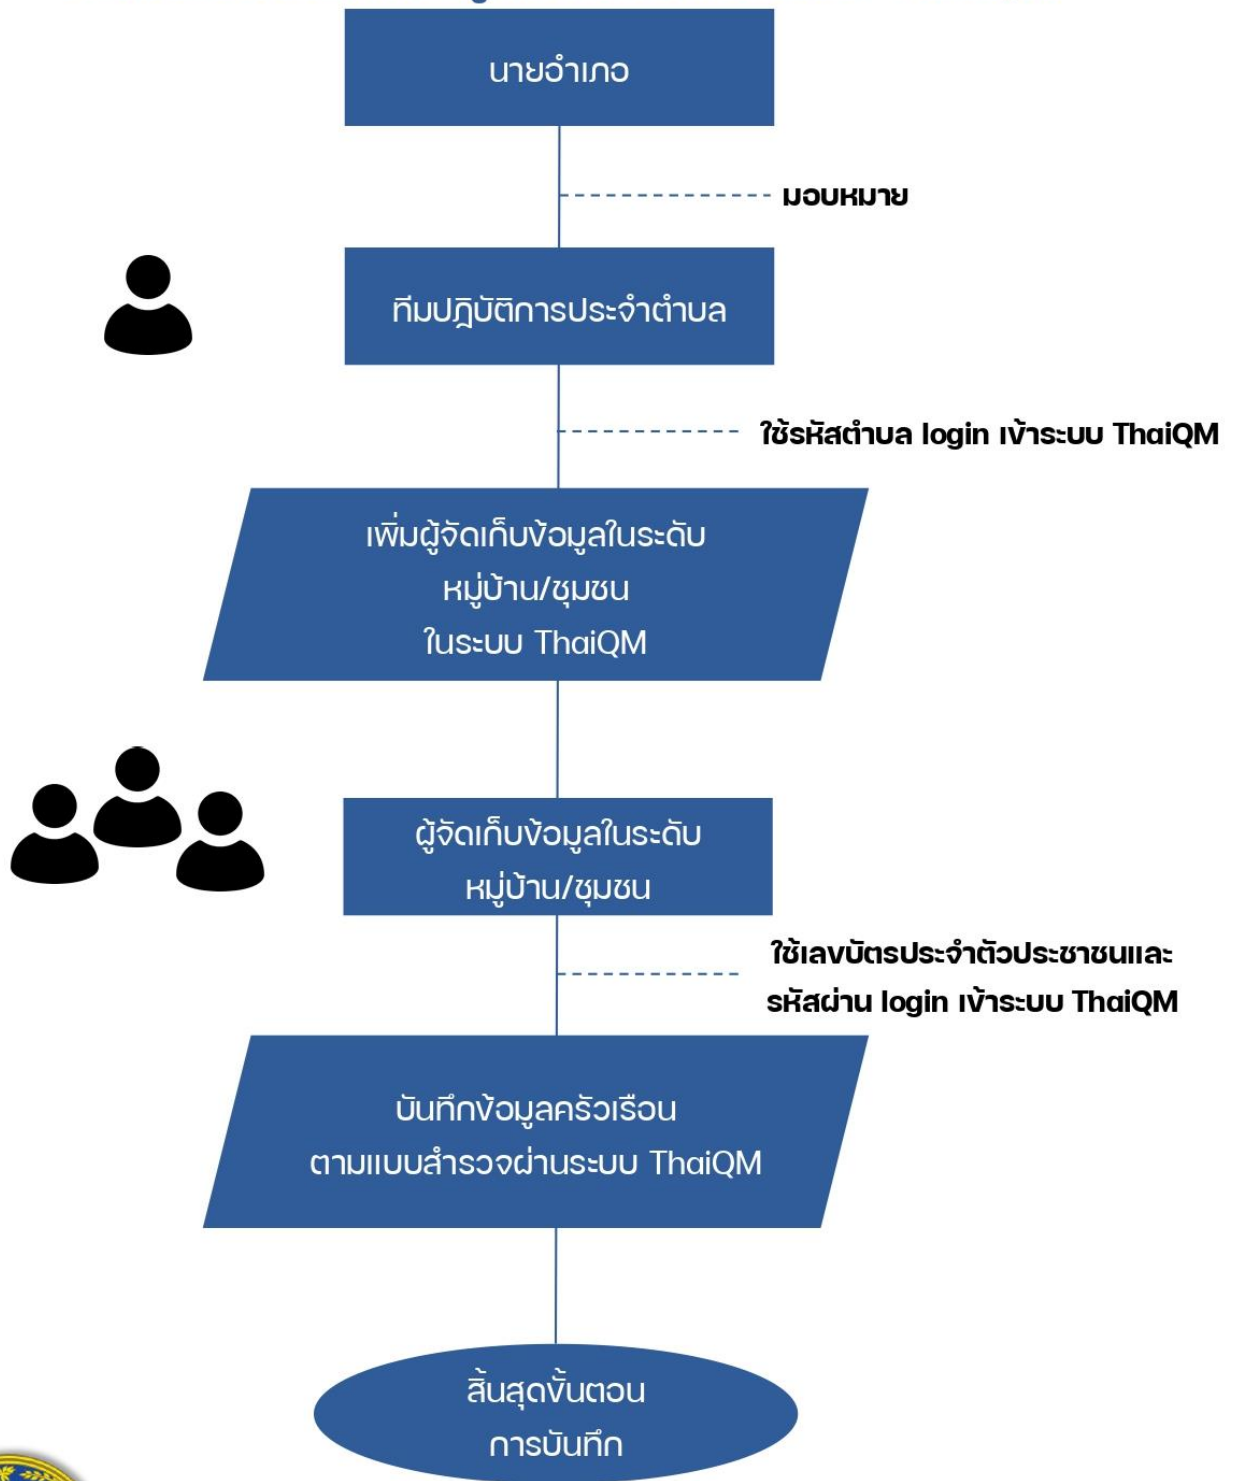 นายอำเภอ
มอบหมาย
ทีมปฏิบัติการประจำตำบล
ใช้รหัสตำบล login เข้าระบบ ThaiQM
เพิ่มผู้จัดเก็บข้อมูลในระดับ
หมู่บ้าน/ชุมชน
ในระบบ ThaiQM
ผู้จัดเก็บข้อมูลในระดับ
หมู่บ้าน/ชุมชน
ใช้เลขบัตรประจำตัวประชาชนและ
รหัสผ่าน login เข้าระบบ ThaiQM
บันทึกข้อมูลครัวเรือน
ตามแบบสำรวจผ่านระบบ ThaiQM
สิ้นสุดขั้นตอน
การบันทึก